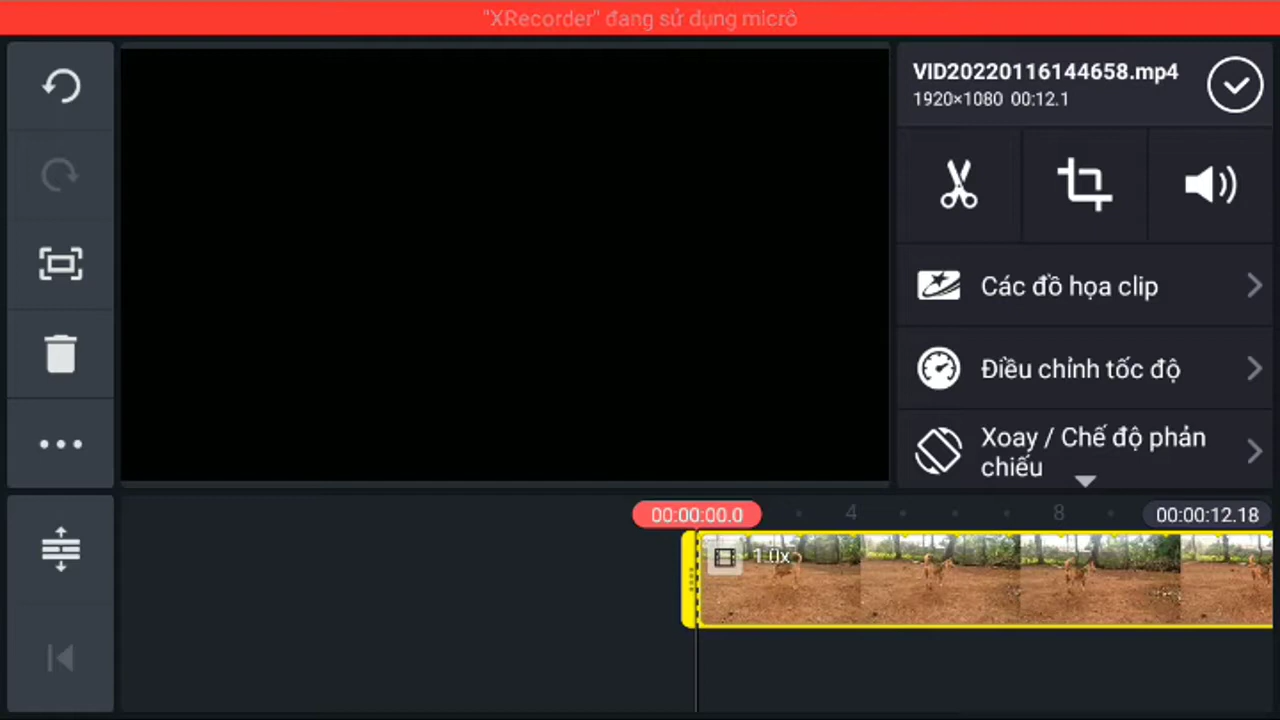 "XRecorder" đang sử dụng micrô
VID20220116144658.mp4
1920×1080 00:12.1
Các đồ họa clip
Điều chỉnh tốc độ
Xoay / Chế độ phản
chiếu
00:00:00.0
4
8
00:00:12.18
1.0x